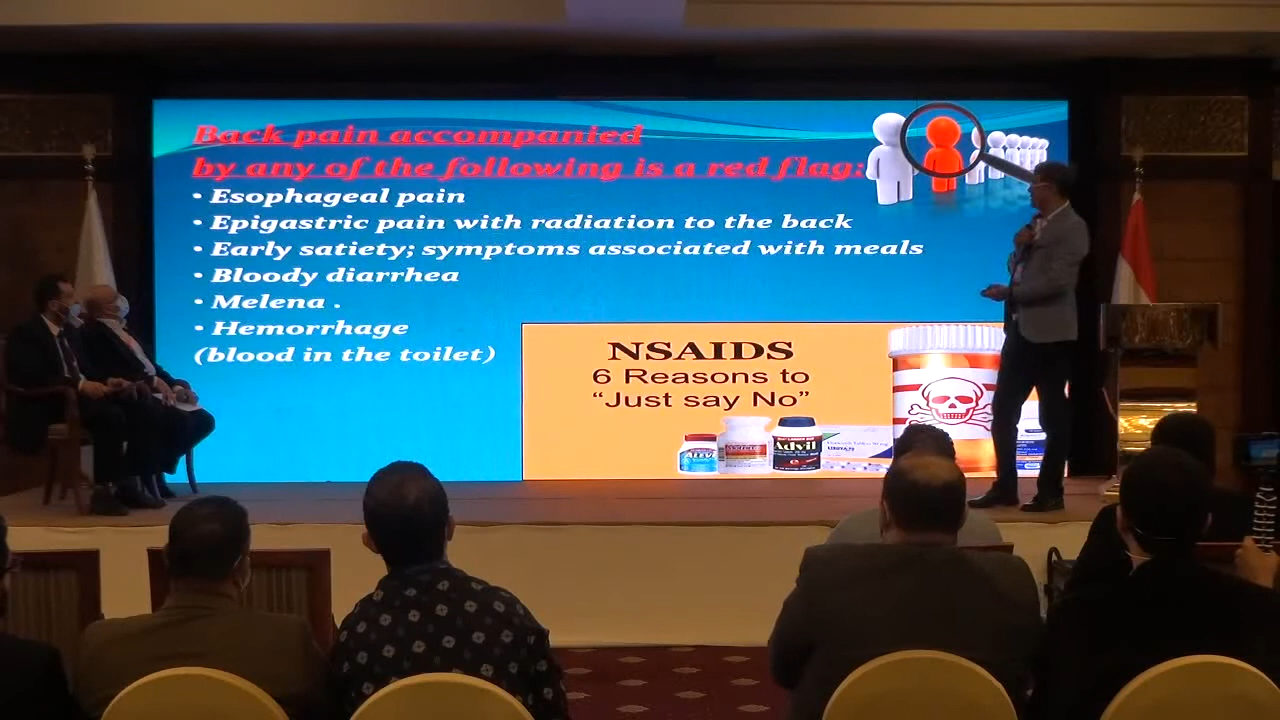 Back pain accompanied
by any of the following is a red flag:
• Esophageal pain
• Epigastric pain with radiation to the back
• Early satiety; symptoms associated with meals
• Bloody diarrhea
• Melena .
• Hemorrhage
(blood in the toilet)
NSAIDS
6 Reasons to
“Just say No”
ALEVE
Advil